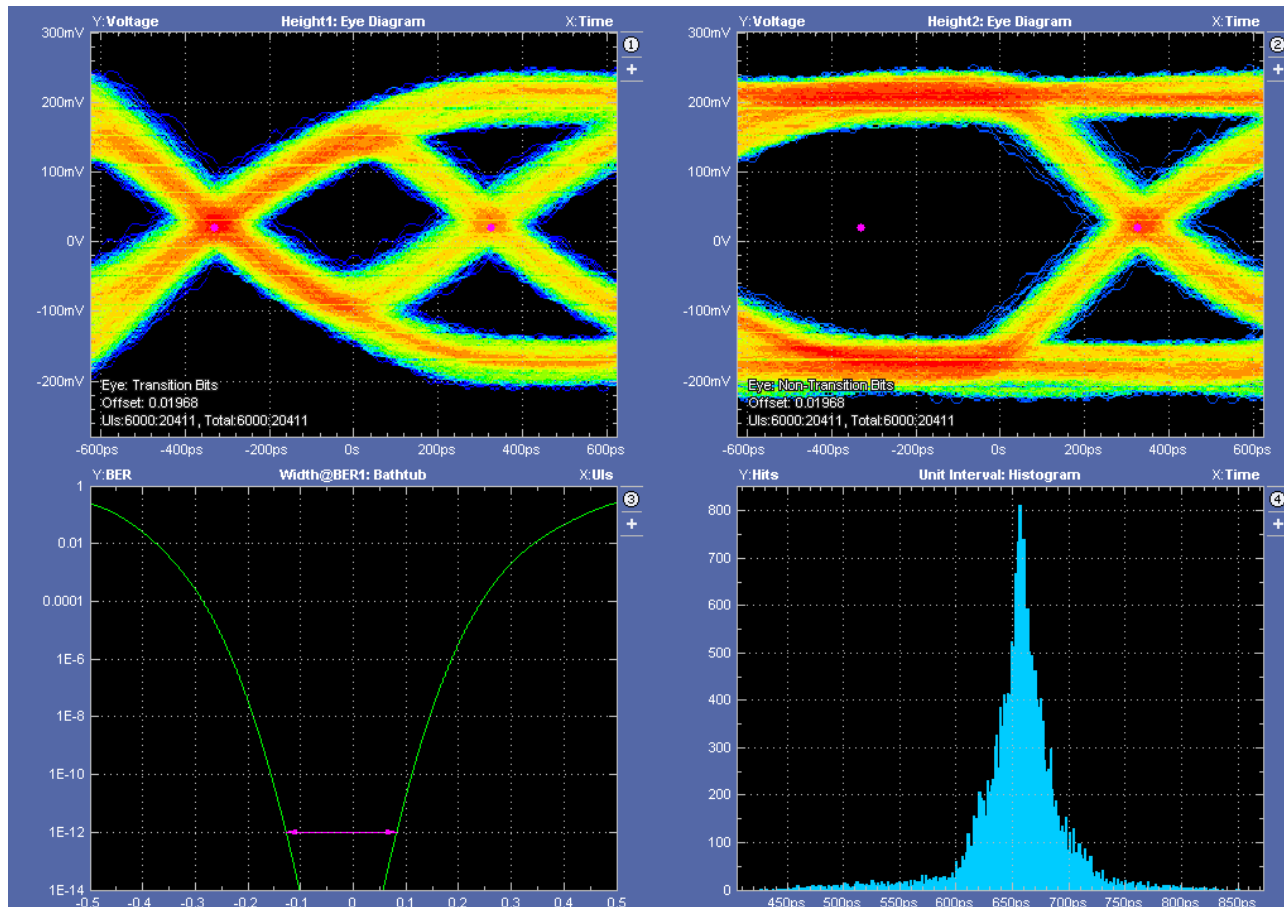 Y:Voltage Height1: Eye Diagram X:Time
300mV
200mV
100mV
0V
-100mV
-200mV
Eye: Transition Bits
Offset: 0.01968
UIs:6000:20411, Total:6000:20411
-600ps -400ps -200ps 0s 200ps 400ps 600ps
1
+
Y:Voltage Height2: Eye Diagram X:Time
300mV
200mV
100mV
0V
-100mV
-200mV
Eye: Non-Transition Bits
Offset: 0.01968
UIs:6000:20411, Total:6000:20411
-600ps -400ps -200ps 0s 200ps 400ps 600ps
2
+
Y:BER Width@BER1: Bathtub X:UIs
1
0.01
0.0001
1E-6
1E-8
1E-10
1E-12
1E-14
-0.5 -0.4 -0.3 -0.2 -0.1 0 0.1 0.2 0.3 0.4 0.5
3
+
Y:Hits Unit Interval: Histogram X:Time
800
700
600
500
400
300
200
100
0
450ps 500ps 550ps 600ps 650ps 700ps 750ps 800ps 850ps
4
+